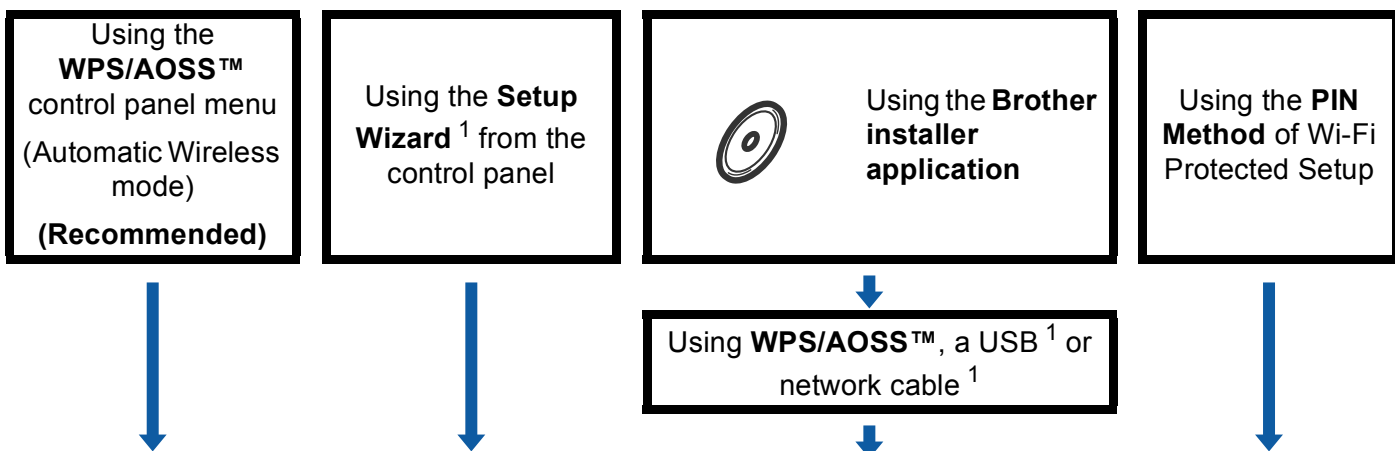 Using the
WPS/AOSS™
control panel menu
(Automatic Wireless
mode)
(Recommended)
Using the Setup
Wizard 1 from the
control panel
Using the Brother
installer
application
Using the PIN
Method of Wi-Fi
Protected Setup
Using WPS/AOSS™, a USB 1 or
network cable 1